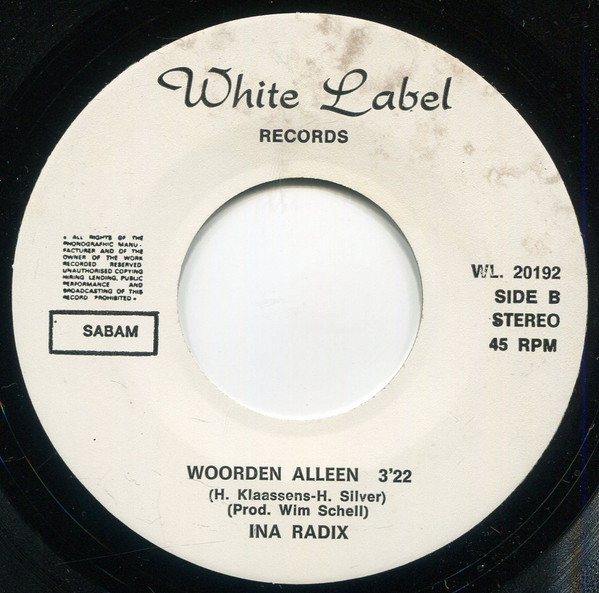 White Label
RECORDS
* ALL RIGHTS OF THE
PHONOGRAPHIC MANU-
FACTURER AND OF THE
OWNER OF THE WORK
RECORDED RESERVED
UNAUTHORISED COPYING
HIRING LENDING, PUBLIC
PERFORMANCE AND
BROADCASTING OF THIS
RECORD PROHIBITED *
SABAM
WL. 20192
SIDE B
STEREO
45 RPM
WOORDEN ALLEEN 3'22
(H. Klaassens-H. Silver)
(Prod. Wim Schell)
INA RADIX